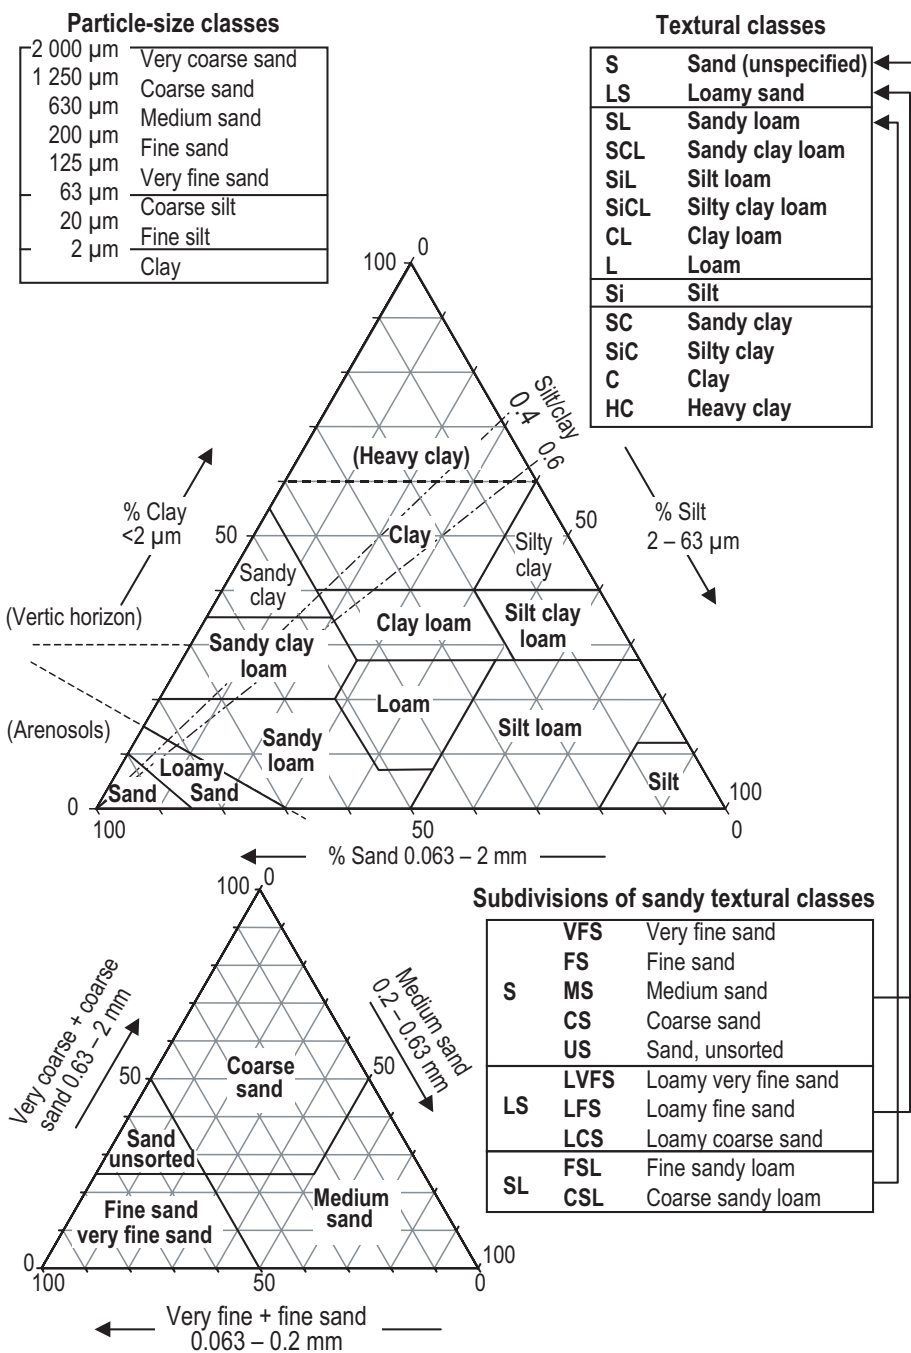 Particle-size classes
2 000 µm
Very coarse sand
1 250 µm
Coarse sand
630 µm
Medium sand
200 µm
Fine sand
125 µm
Very fine sand
63 µm
Coarse silt
20 µm
Fine silt
2 µm
Clay
Textural classes
S Sand (unspecified)
LS Loamy sand
SL Sandy loam
SCL Sandy clay loam
SiL Silt loam
SiCL Silty clay loam
CL Clay loam
L Loam
Si Silt
SC Sandy clay
SiC Silty clay
C Clay
HC Heavy clay
100 0
Silt/clay
0.4
0.6
(Heavy clay)
% Clay
<2 µm
% Silt
2 – 63 µm
50
50
Clay
Silty
clay
Sandy
clay
(Vertic horizon)
Clay loam
Silt clay
loam
Sandy clay
loam
Loam
(Arenosols)
Silt loam
Sandy
loam
Loamy
Sand
Sand
Silt
0
100
100
50
0
% Sand 0.063 – 2 mm
100 0
Very coarse + coarse
sand 0.63 – 2 mm
Medium sand
0.2 – 0.63 mm
50
50
Coarse
sand
Sand
unsorted
Fine sand
very fine sand
Medium
sand
0
100
100
50
0
Very fine + fine sand
0.063 – 0.2 mm
Subdivisions of sandy textural classes
VFS Very fine sand
FS Fine sand
S MS Medium sand
CS Coarse sand
US Sand, unsorted
LVFS Loamy very fine sand
LS LFS Loamy fine sand
LCS Loamy coarse sand
SL FSL Fine sandy loam
CSL Coarse sandy loam